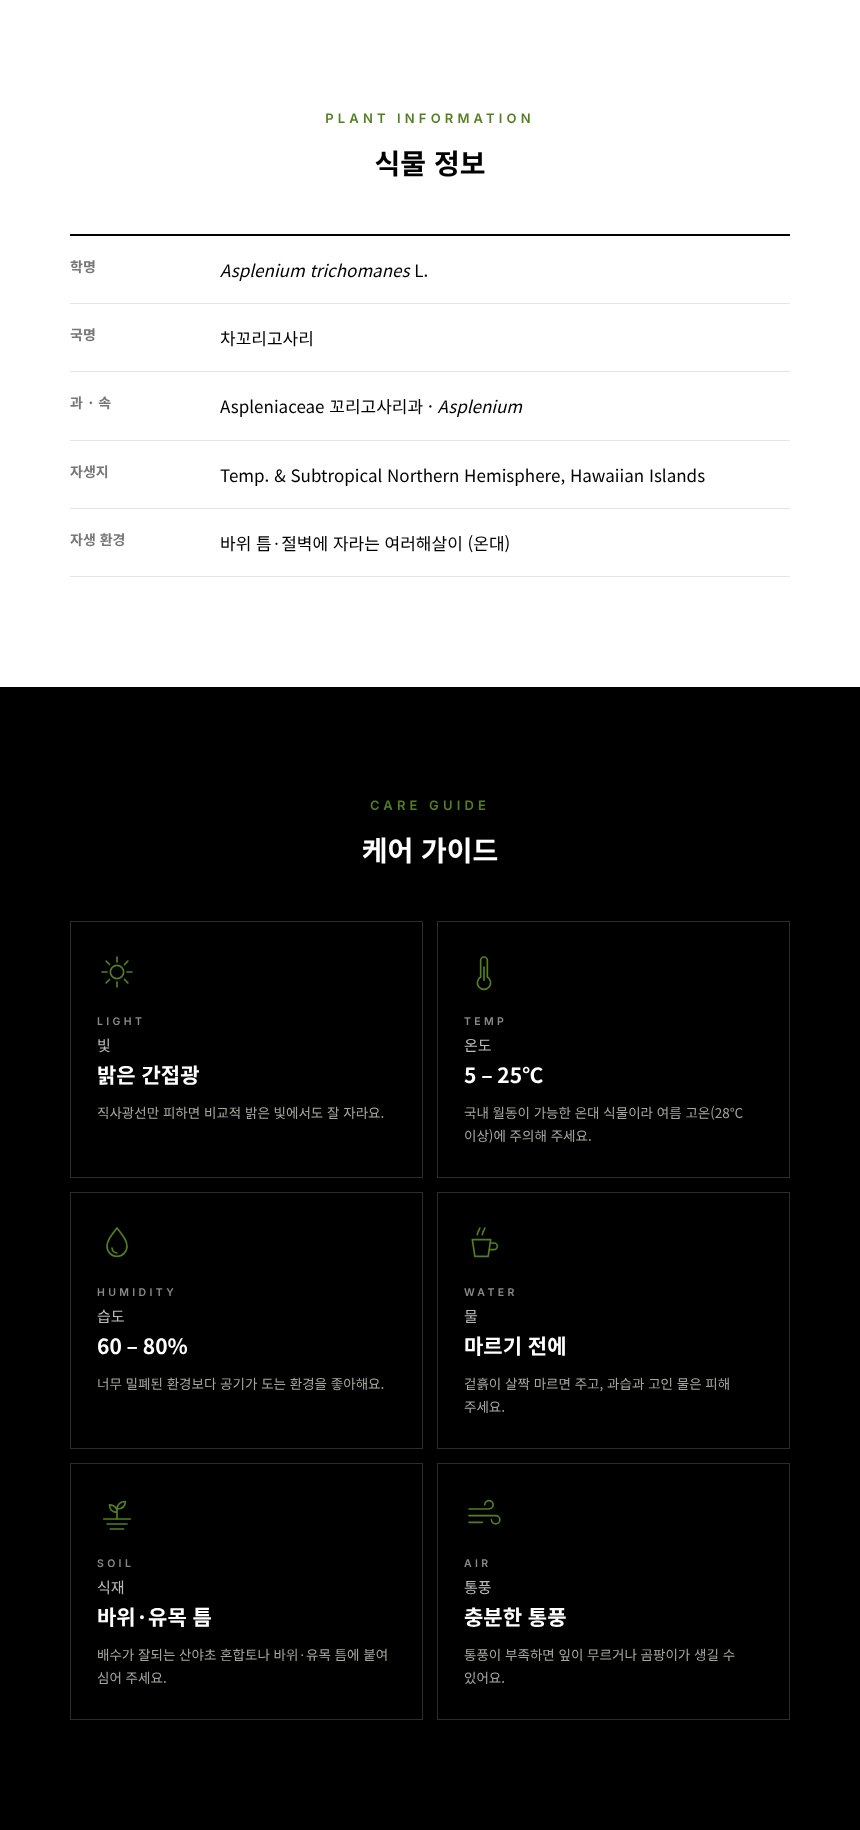 PLANT INFORMATION
식물 정보
학명
Asplenium trichomanes L.
국명
차꼬리고사리
과 · 속
Aspleniaceae 꼬리고사리과 · Asplenium
자생지
Temp. & Subtropical Northern Hemisphere, Hawaiian Islands
자생 환경
바위 틈·절벽에 자라는 여러해살이 (온대)
CARE GUIDE
케어 가이드
LIGHT
빛
밝은 간접광
직사광선만 피하면 비교적 밝은 빛에서도 잘 자라요.
TEMP
온도
5 – 25℃
국내 월동이 가능한 온대 식물이라 여름 고온(28℃
이상)에 주의해 주세요.
HUMIDITY
습도
60 – 80%
너무 밀폐된 환경보다 공기가 도는 환경을 좋아해요.
WATER
물
마르기 전에
겉흙이 살짝 마르면 주고, 과습과 고인 물은 피해
주세요.
SOIL
식재
바위·유목 틈
배수가 잘되는 산야초 혼합토나 바위·유목 틈에 붙여
심어 주세요.
AIR
통풍
충분한 통풍
통풍이 부족하면 잎이 무르거나 곰팡이가 생길 수
있어요.